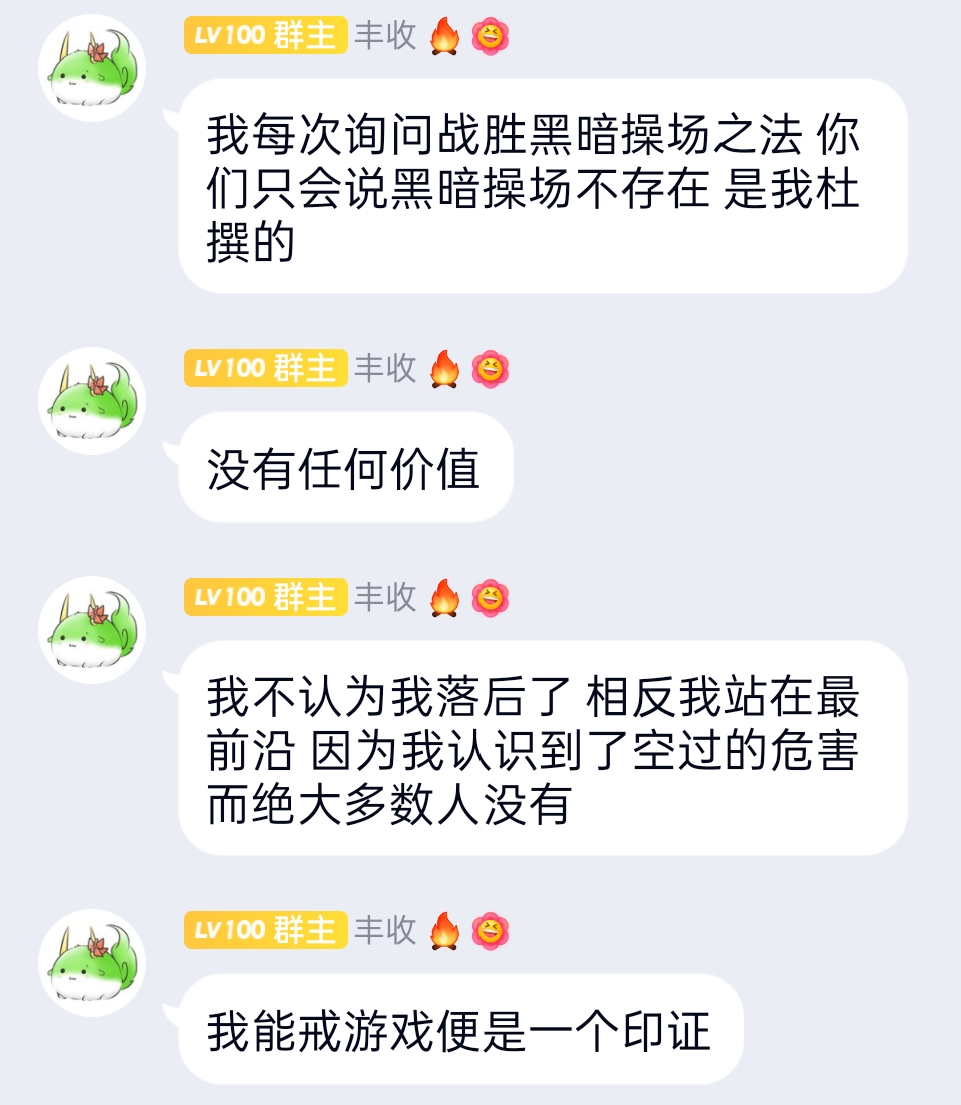 LV100 群主 丰收🔥
我每次询问战胜黑暗操场之法 你
们只会说黑暗操场不存在 是我杜
撰的
LV100 群主 丰收🔥
没有任何价值
LV100 群主 丰收🔥
我不认为我落后了 相反我站在最
前沿 因为我认识到了空过的危害
而绝大多数人没有
LV100 群主 丰收🔥
我能戒游戏便是一个印证